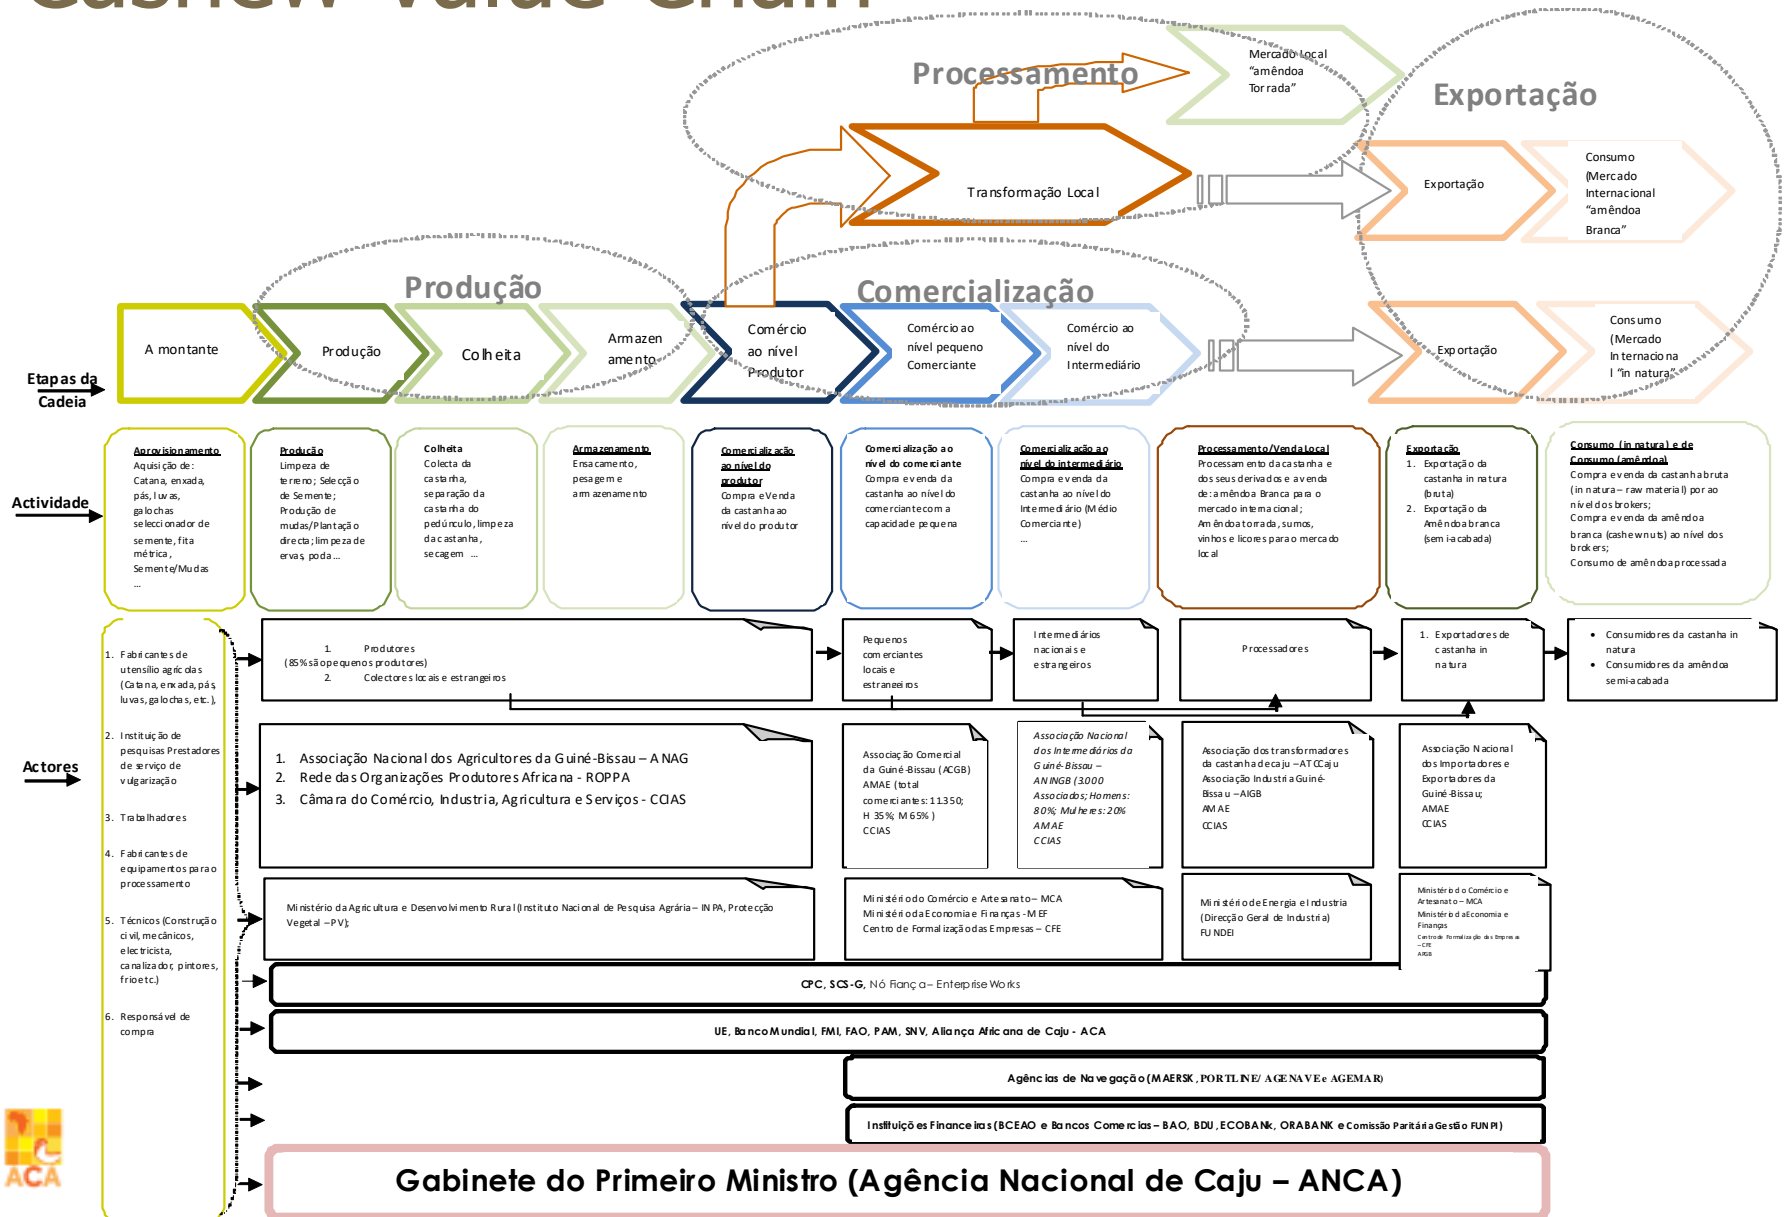 Cashew Value Chain
Processamento
Mercado Local
“amêndoa
Torrada”
Exportação
Transformação Local
Exportação
Consumo
(Mercado
Internacional
“amêndoa
Branca”
Produção
Comercialização
Etapas da
Cadeia
A montante
Produção
Colheita
Armazen
amento
Comércio
ao nível
Produtor
Comércio ao
nível pequeno
Comerciante
Comércio ao
nível do
Intermediário
Exportação
Consumo
(Mercado
Internaciona
l “in natura”
Actividade
Aprovisionamento
Aquisição de:
Catana, enxada,
pás, luvas,
galochas
seleccionador de
semente, fita
métrica,
Semente/Mudas
...
Produção
Limpeza de
terreno; Selecção
de Semente;
Produção de
mudas/Plantação
directa; limpeza de
ervas, poda ...
Colheita
Colecta da
castanha,
separação da
castanha do
pedúnculo, limpeza
da castanha,
secagem ...
Armazenamento
Ensacamento,
pesagem e
armazenamento
Comercialização
ao nível do
produtor
Compra e Venda
da castanha ao
nível do produtor
Comercialização ao
nível do comerciante
Compra e venda da
castanha ao nível do
comerciante com a
capacidade pequena
Comercialização ao
nível do intermediário
Compra e venda da
castanha ao nível do
Intermediário (Médio
Comerciante)
...
Processamento/Venda Local
Processamento da castanha e
dos seus derivados e a venda
de: amêndoa Branca para o
mercado internacional;
Amêndoa torrada, sumos,
vinhos e licores para o mercado
local
Exportação
1. Exportação da
castanha in natura
(bruta)
2. Exportação da
Amêndoa branca
(semi-acabada)
Consumo (in natura) e de
Consumo (amêndoa)
Compra e venda da castanha bruta
(in natura – raw material) por ao
nível dos brokers;
Compra e venda da amêndoa
branca (cashew nuts) ao nível dos
brokers;
Consumo de amêndoa processada
Actores
1. Fabricantes de
utensílio agrícolas
(Catana, enxada, pás,
luvas, galochas, etc.),
2. Instituição de
pesquisas Prestadores
de serviço de
vulgarização
3. Trabalhadores
4. Fabricantes de
equipamentos para o
processamento
5. Técnicos (Construção
civil, mecânicos,
electricista,
canalizador, pintores,
frio etc.)
6. Responsável de
compra
1. Produtores
(85% são pequenos produtores)
2. Colectores locais e estrangeiros
Pequenos
comerciantes
locais e
estrangeiros
Intermediários
nacionais e
estrangeiros
Processadores
1. Exportadores de
castanha in
natura
• Consumidores da castanha in
natura
• Consumidores da amêndoa
semi-acabada
1. Associação Nacional dos Agricultores da Guiné-Bissau – ANAG
2. Rede das Organizações Produtores Africana - ROPPA
3. Câmara do Comércio, Industria, Agricultura e Serviços - CCIAS
Associação Comercial
da Guiné-Bissau (ACGB)
AMAE (total
comerciantes: 11.350;
H 35%; M 65% )
CCIAS
Associação Nacional
dos Intermediários da
Guiné-Bissau –
ANINGB (3.000
Associados; Homens:
80%; Mulheres: 20%
AMAE
CCIAS
Associação dos transformadores
da castanha de caju – ATCCaju
Associação Industria Guiné-
Bissau – AIGB
AMAE
CCIAS
Associação Nacional
dos Importadores e
Exportadores da
Guiné-Bissau;
AMAE
CCIAS
Ministério da Agricultura e Desenvolvimento Rural (Instituto Nacional de Pesquisa Agrária – INPA, Protecção
Vegetal – PV);
Ministério do Comércio e Artesanato – MCA
Ministério da Economia e Finanças - MEF
Centro de Formalização das Empresas – CFE
Ministério de Energia e Industria
(Direcção Geral de Industria)
FUNDEI
Ministério do Comércio e
Artesanato – MCA
Ministério da Economia e
Finanças
Centro de Formalização das Empresas
– CFE
APGB
CPC, SCS-G, Nó Fiança – Enterprise Works
UE, Banco Mundial, FMI, FAO, PAM, SNV, Aliança Africana de Caju - ACA
Agências de Navegação (MAERSK, PORTLINE/ AGENAVE e AGEMAR)
Instituições Financeiras (BCEAO e Bancos Comercias – BAO, BDU, ECOBANk, ORABANK e Comissão Paritária Gestão FUNPI)
Gabinete do Primeiro Ministro (Agência Nacional de Caju – ANCA)
ACA